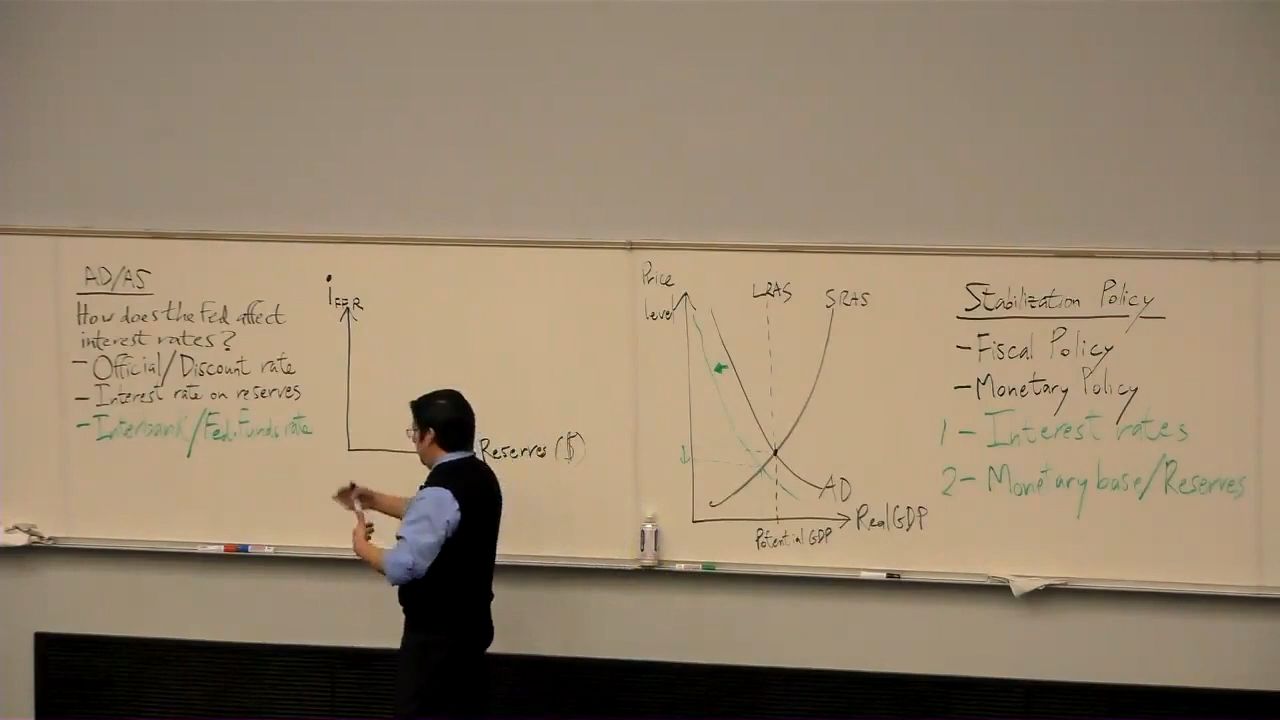 AD/AS
How does the Fed affect
interest rates?
- Official/Discount rate
- Interest rate on reserves
- Interbank/Fed. Funds rate
iFFR
Reserves ($)
Price
level
LRAS
SRAS
AD
Real GDP
Potential GDP
Stabilization Policy
- Fiscal Policy
- Monetary Policy
1 - Interest rates
2 - Monetary base/Reserves